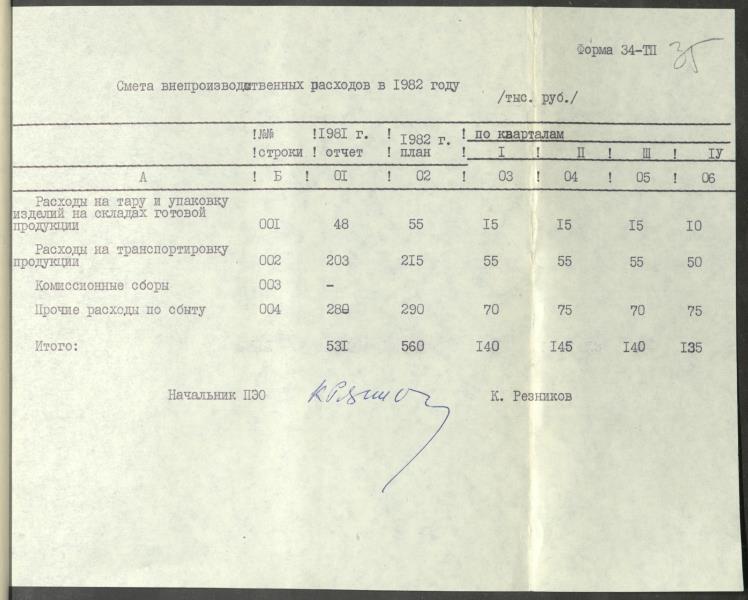 Форма 34-ТП 35
Смета внепроизводственных расходов в 1982 году
/тыс. руб./
!№№ !1981 г. ! 1982 г. ! по кварталам
!строки ! отчет ! план ! I ! П ! Ш ! IУ
А ! Б ! 01 ! 02 ! 03 ! 04 ! 05 ! 06
Расходы на тару и упаковку
изделий на складах готовой
продукции 001 48 55 15 15 15 10
Расходы на транспортировку
продукции 002 203 215 55 55 55 50
Комиссионные сборы 003 -
Прочие расходы по сбыту 004 280 290 70 75 70 75
Итого: 531 560 140 145 140 135
Начальник ПЭО К. Резников